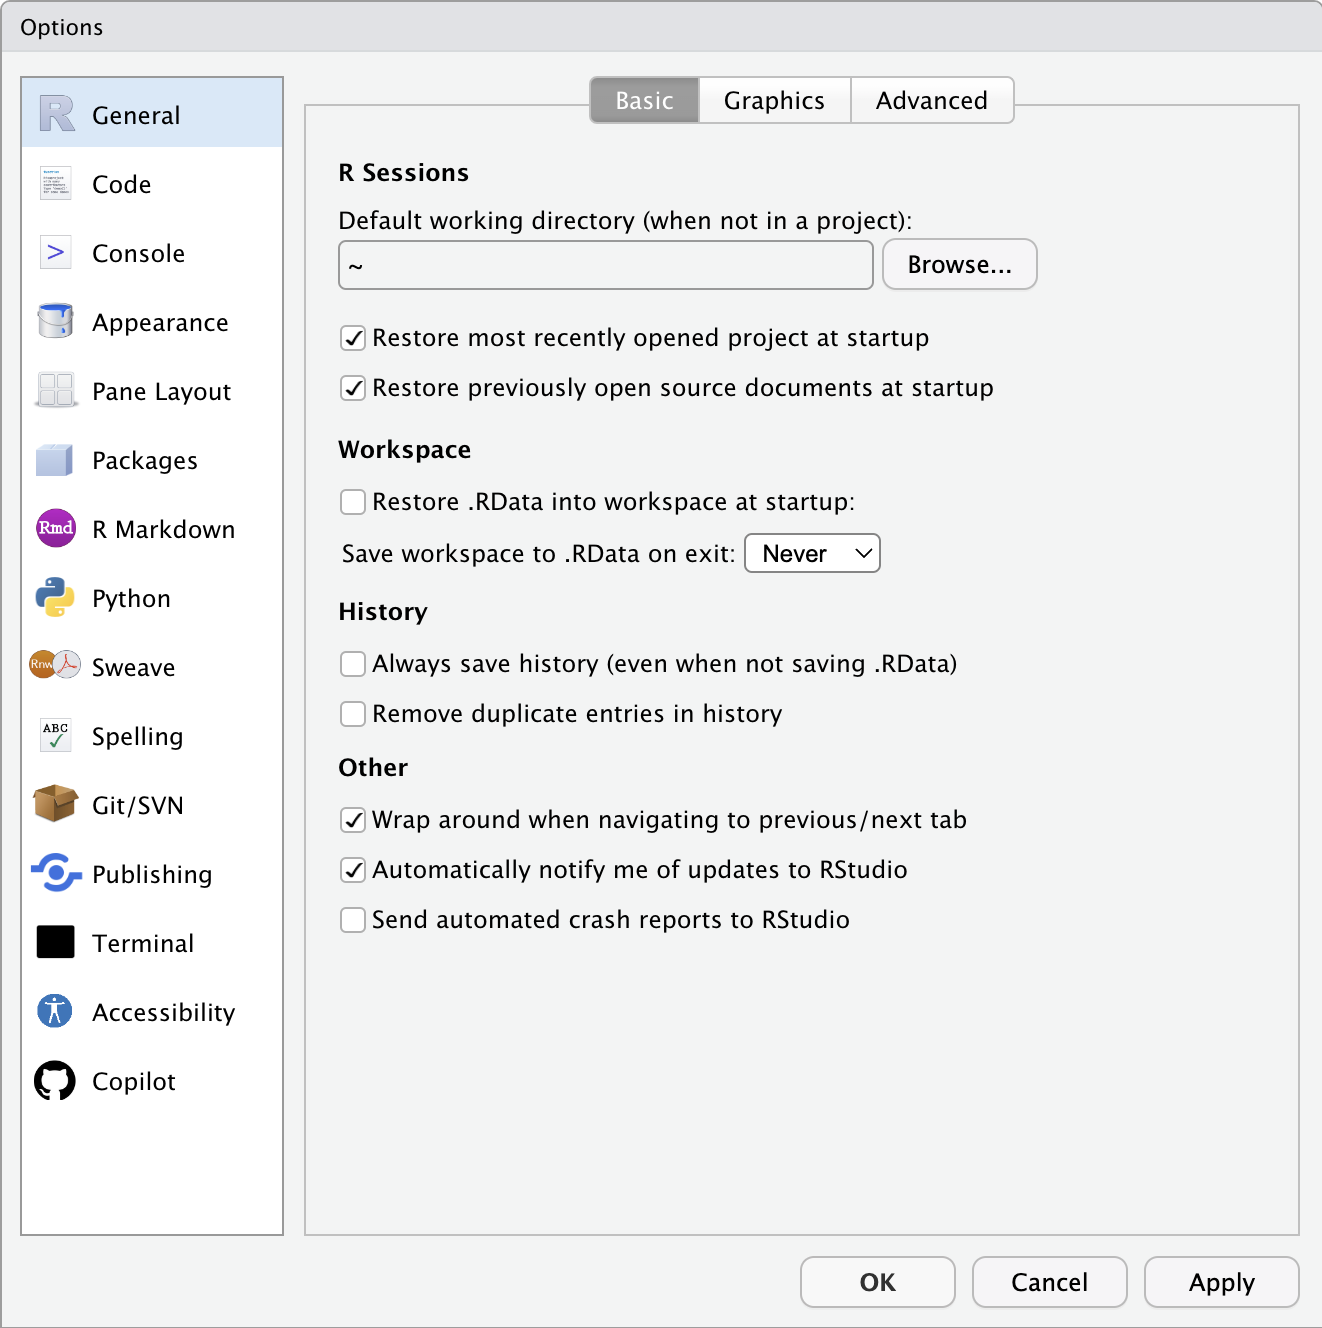 Options
General
Code
Console
Appearance
Pane Layout
Packages
Rmd R Markdown
Python
Rnw Sweave
ABC Spelling
Git/SVN
Publishing
Terminal
Accessibility
Copilot
Basic Graphics Advanced
R Sessions
Default working directory (when not in a project):
~ Browse...
Restore most recently opened project at startup
Restore previously open source documents at startup
Workspace
Restore .RData into workspace at startup:
Save workspace to .RData on exit: Never
History
Always save history (even when not saving .RData)
Remove duplicate entries in history
Other
Wrap around when navigating to previous/next tab
Automatically notify me of updates to RStudio
Send automated crash reports to RStudio
OK Cancel Apply